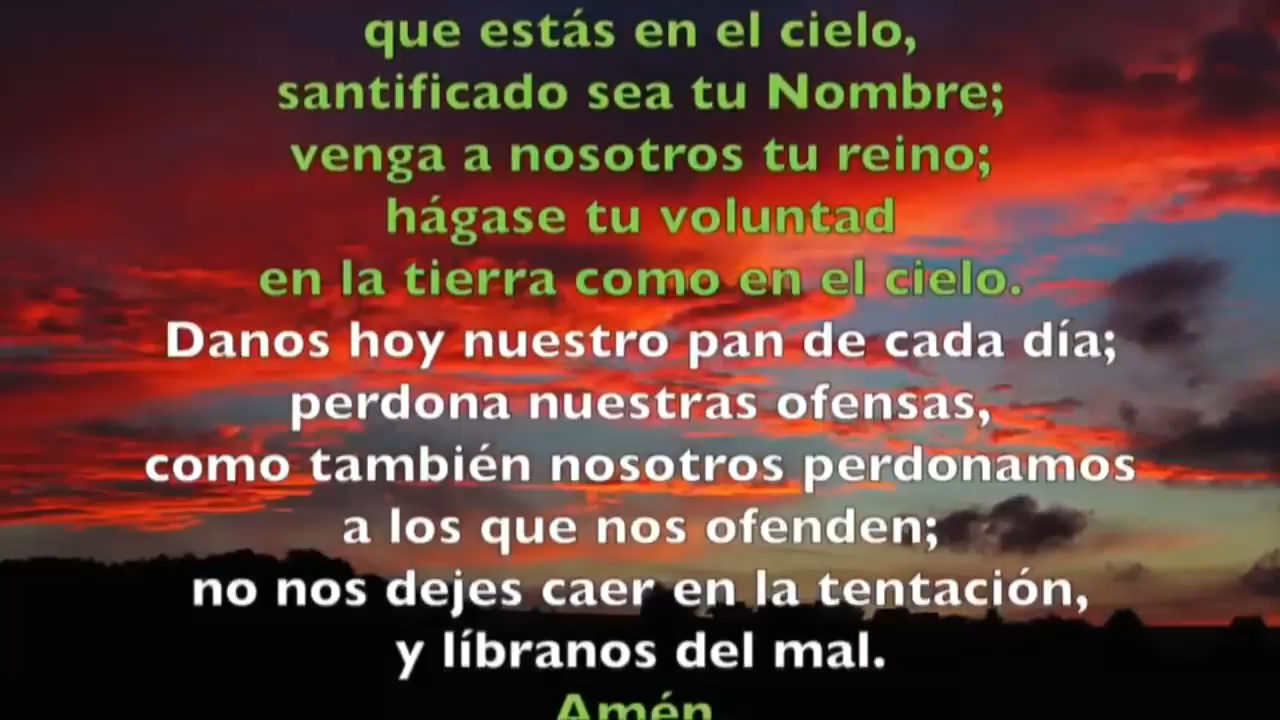 que estás en el cielo,
santificado sea tu Nombre;
venga a nosotros tu reino;
hágase tu voluntad
en la tierra como en el cielo.
Danos hoy nuestro pan de cada día;
perdona nuestras ofensas,
como también nosotros perdonamos
a los que nos ofenden;
no nos dejes caer en la tentación,
y líbranos del mal.
Amén